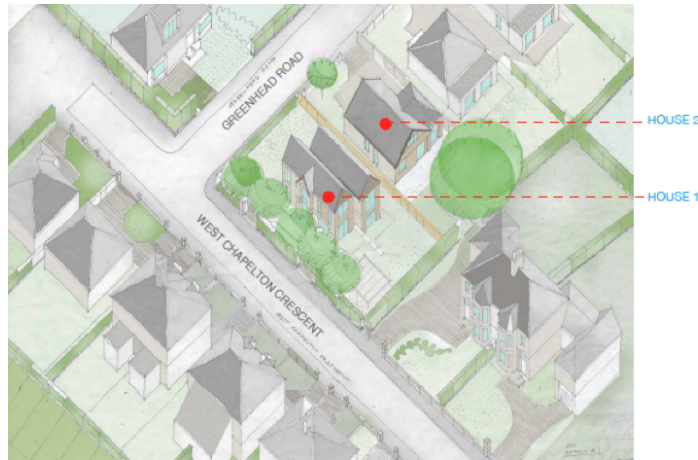 GREENHEAD ROAD
HOUSE 2
HOUSE 1
WEST CHAPELTON CRESCENT